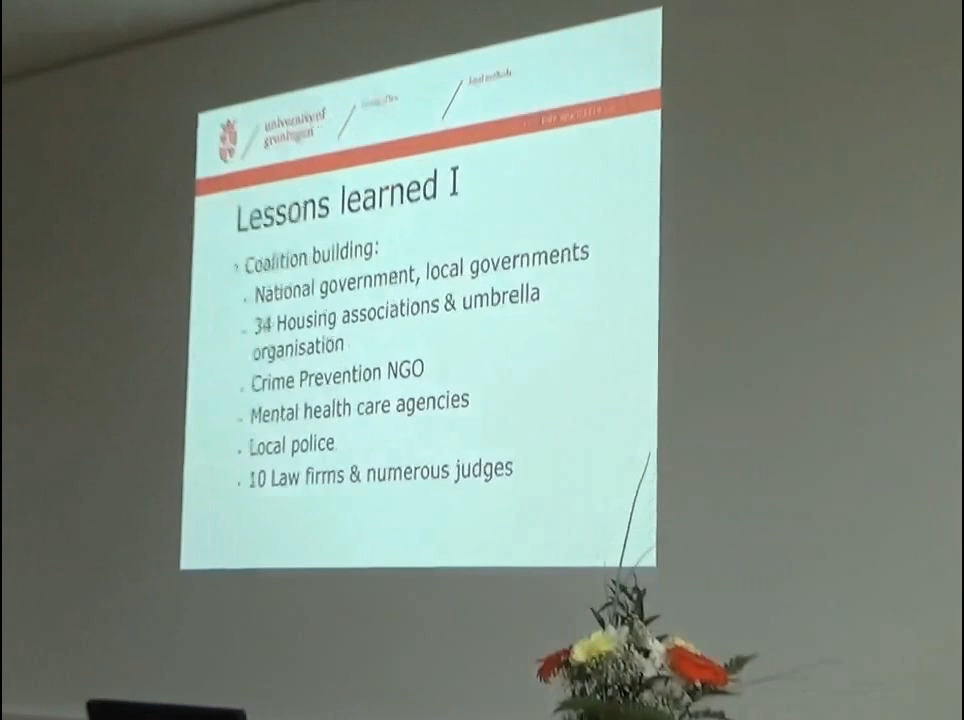 university of
groningen
Lessons learned I
› Coalition building:
- National government, local governments
- 34 Housing associations & umbrella
organisation
- Crime Prevention NGO
- Mental health care agencies
- Local police
- 10 Law firms & numerous judges